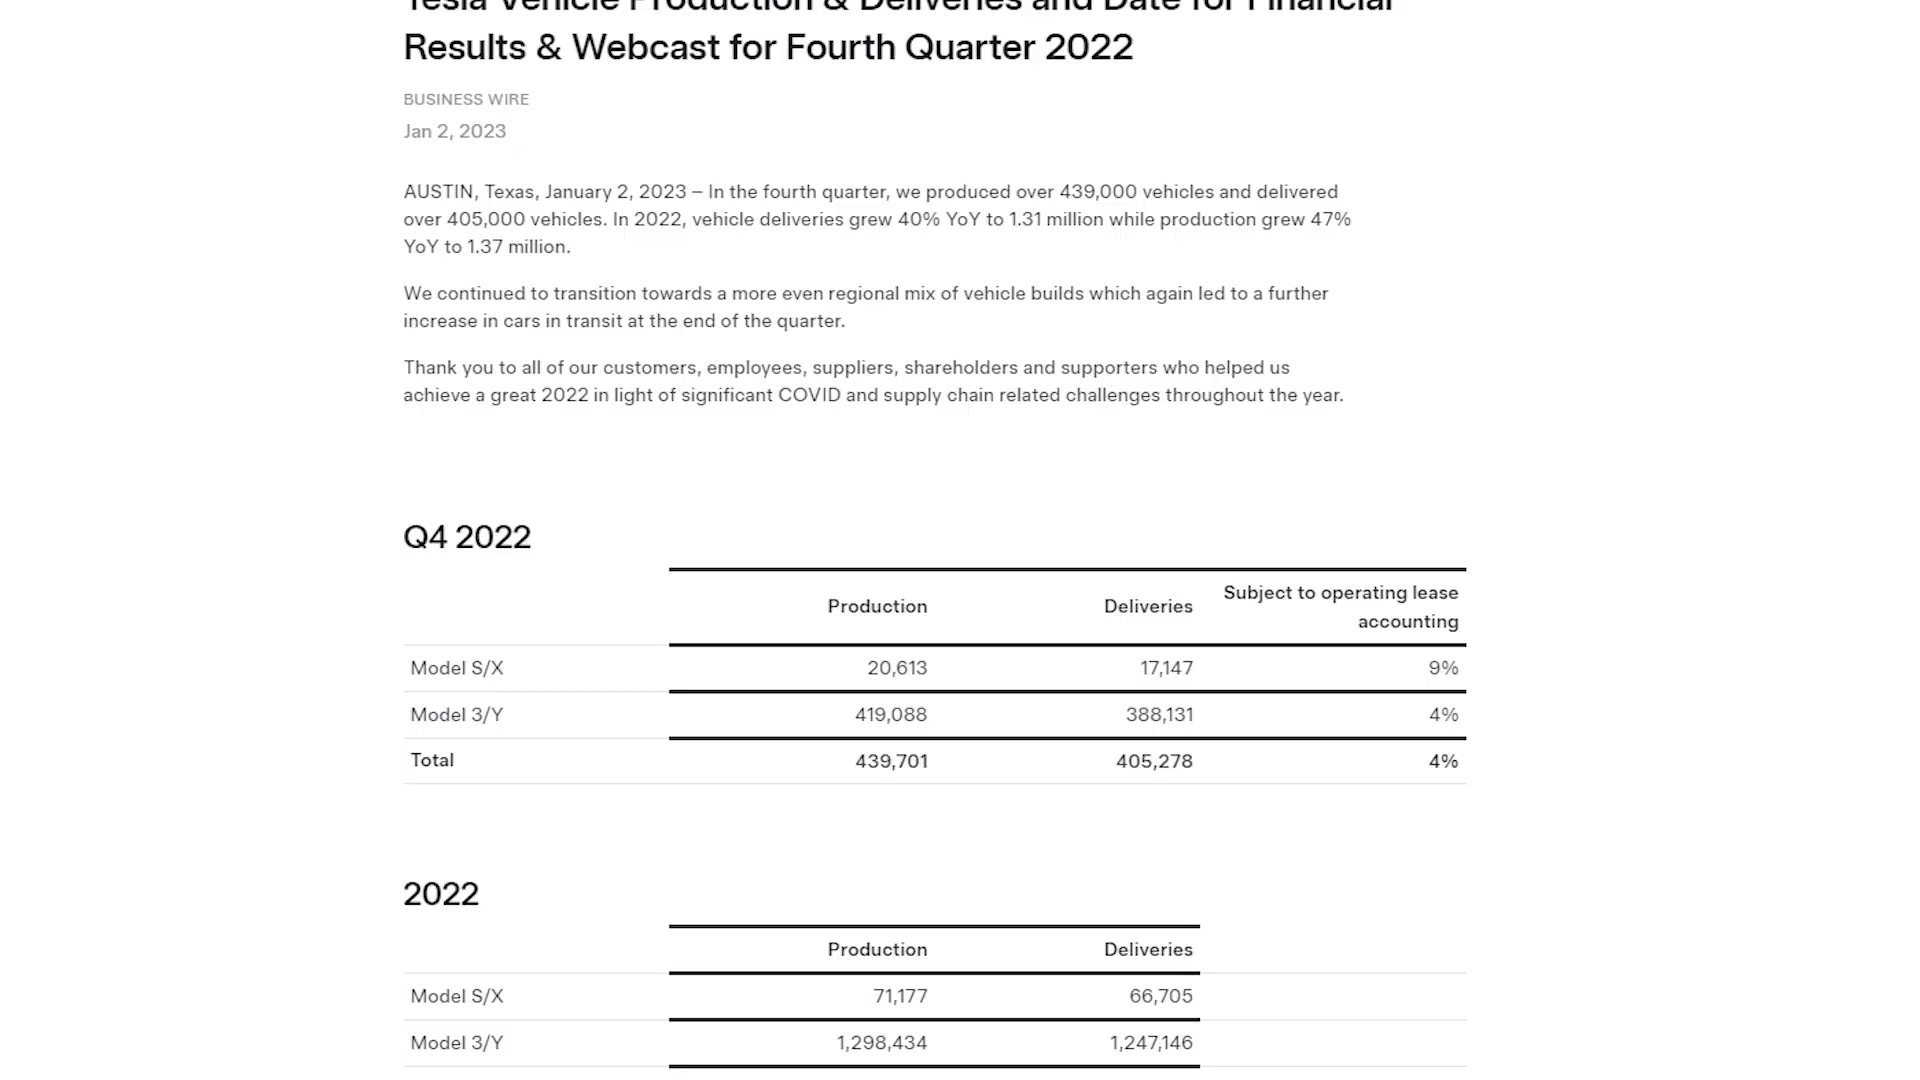 Tesla Vehicle Production & Deliveries and Date for Financial
Results & Webcast for Fourth Quarter 2022
BUSINESS WIRE
Jan 2, 2023
AUSTIN, Texas, January 2, 2023 – In the fourth quarter, we produced over 439,000 vehicles and delivered
over 405,000 vehicles. In 2022, vehicle deliveries grew 40% YoY to 1.31 million while production grew 47%
YoY to 1.37 million.
We continued to transition towards a more even regional mix of vehicle builds which again led to a further
increase in cars in transit at the end of the quarter.
Thank you to all of our customers, employees, suppliers, shareholders and supporters who helped us
achieve a great 2022 in light of significant COVID and supply chain related challenges throughout the year.
Q4 2022
Production Deliveries Subject to operating lease
accounting
Model S/X 20,613 17,147 9%
Model 3/Y 419,088 388,131 4%
Total 439,701 405,278 4%
2022
Production Deliveries
Model S/X 71,177 66,705
Model 3/Y 1,298,434 1,247,146